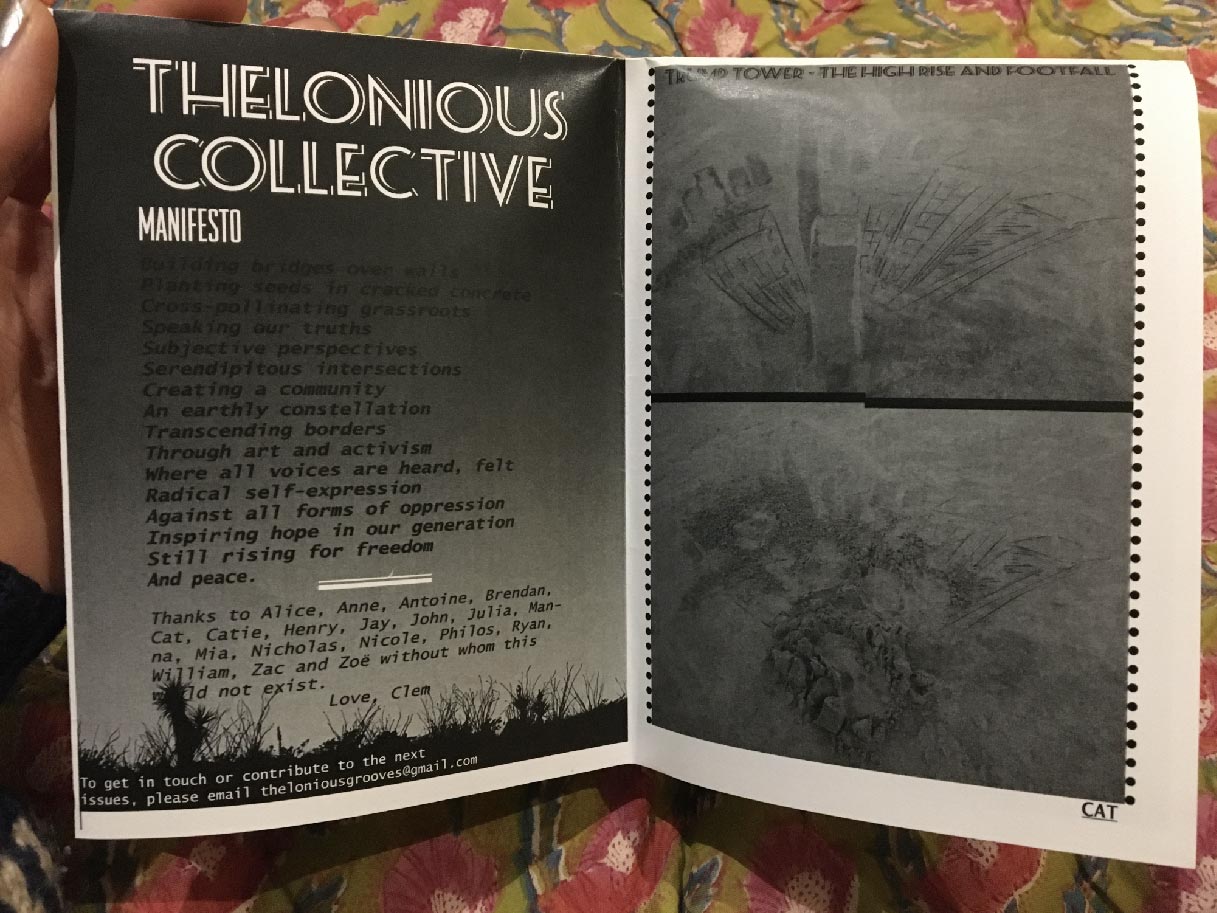 THELONIOUS
COLLECTIVE
MANIFESTO
Building bridges over walls
Planting seeds in cracked concrete
Cross-pollinating grassroots
Speaking our truths
Subjective perspectives
Serendipitous intersections
Creating a community
An earthly constellation
Transcending borders
Through art and activism
Where all voices are heard, felt
Radical self-expression
Against all forms of oppression
Inspiring hope in our generation
Still rising for freedom
And peace.
Thanks to Alice, Anne, Antoine, Brendan,
Cat, Catie, Henry, Jay, John, Julia, Man-
na, Mia, Nicholas, Nicole, Philos, Ryan,
William, Zac and Zoë without whom this
would not exist.
Love, Clem
To get in touch or contribute to the next
issues, please email theloniousgrooves@gmail.com
TRUMP TOWER - THE HIGH RISE AND FOOTFALL
CAT